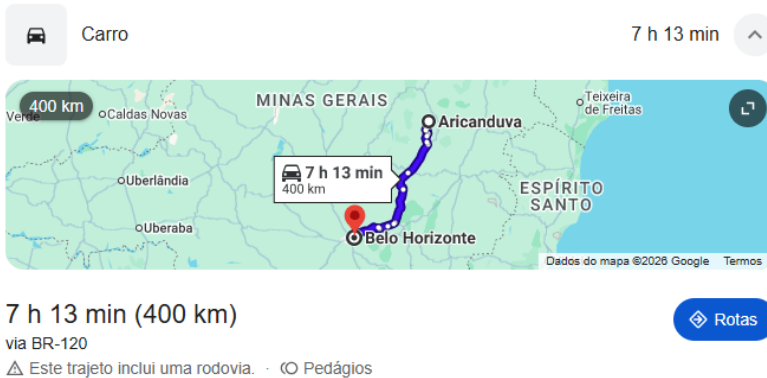 Carro
7 h 13 min
400 km
Verde
Caldas Novas
MINAS GERAIS
Teixeira
de Freitas
Aricanduva
7 h 13 min
400 km
Uberlândia
ESPÍRITO
SANTO
Uberaba
Belo Horizonte
Dados do mapa ©2026 Google
Termos
7 h 13 min (400 km)
Rotas
via BR-120
Este trajeto inclui uma rodovia. · Pedágios